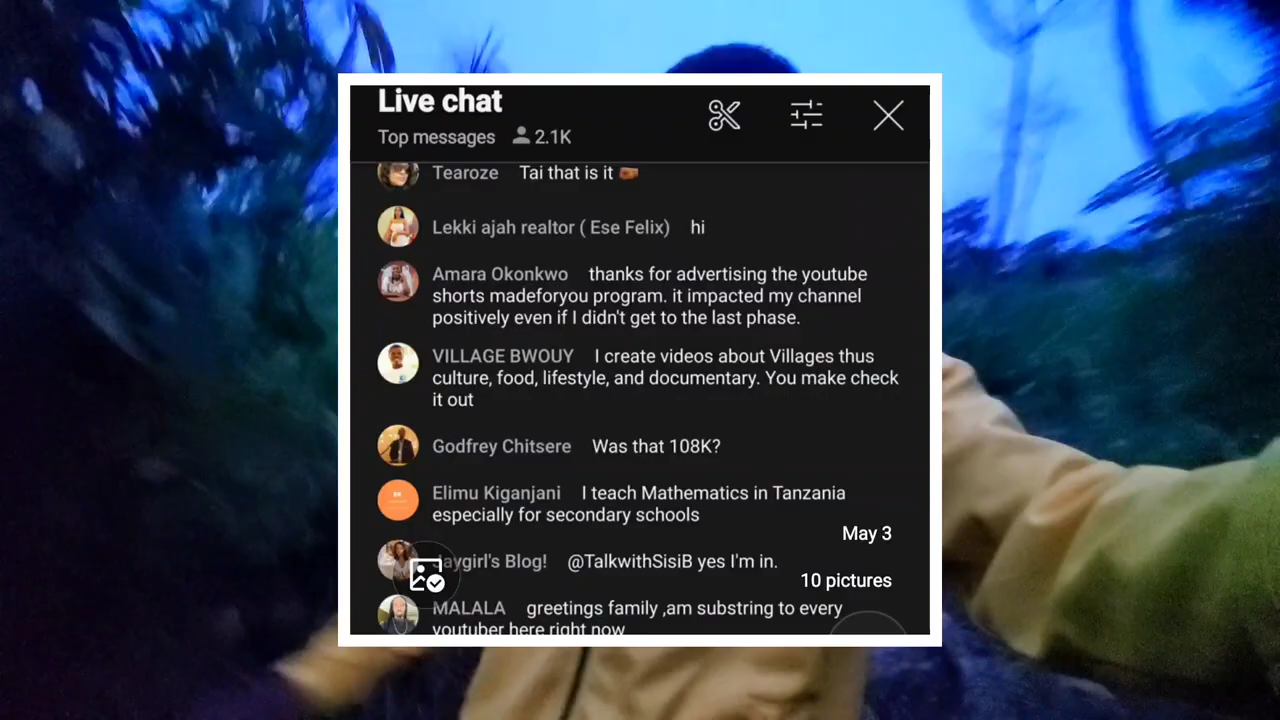 Live chat
Top messages 2.1K
Tearoze Tai that is it
Lekki ajah realtor ( Ese Felix) hi
Amara Okonkwo thanks for advertising the youtube
shorts madeforyou program. it impacted my channel
positively even if I didn't get to the last phase.
VILLAGE BWOUY I create videos about Villages thus
culture, food, lifestyle, and documentary. You make check
it out
Godfrey Chitsere Was that 108K?
Elimu Kiganjani I teach Mathematics in Tanzania
especially for secondary schools
May 3
Jaygirl's Blog! @TalkwithSisiB yes I'm in.
10 pictures
MALALA greetings family ,am substring to every
youtuber here right now